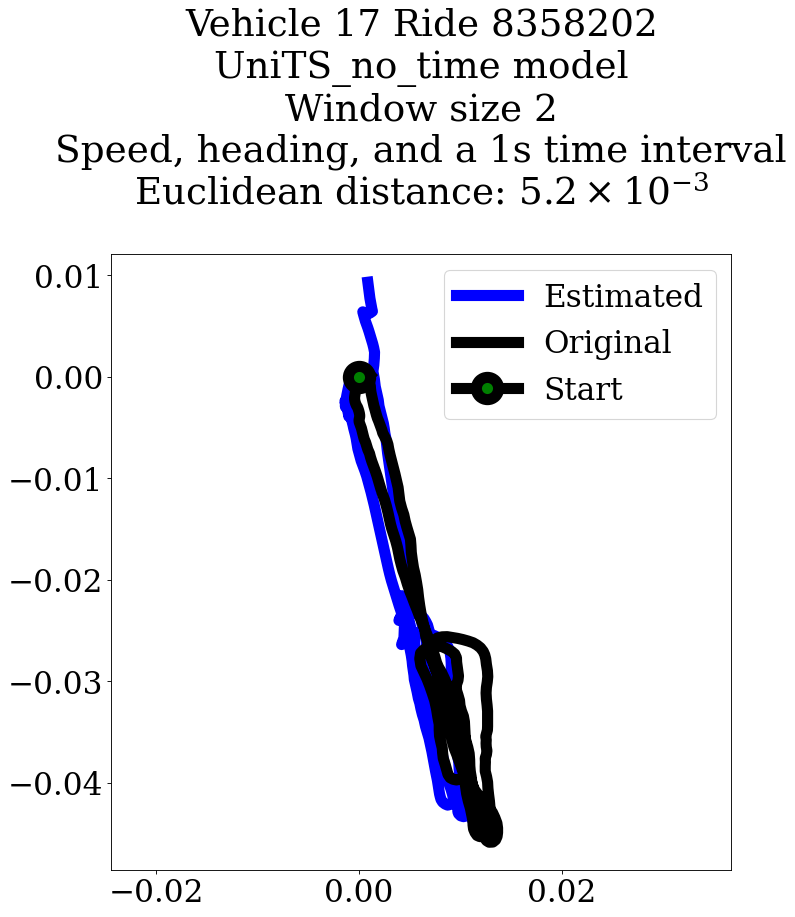 Vehicle 17 Ride 8358202
UniTS_no_time model
Window size 2
Speed, heading, and a 1s time interval
Euclidean distance: 5.2 × 10⁻³
0.01
Estimated
Original
0.00
Start
−0.01
−0.02
−0.03
−0.04
−0.02 0.00 0.02